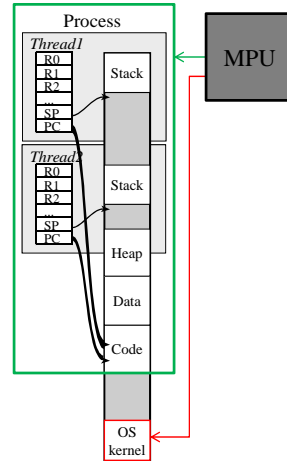 Process
MPU
Thread1
R0
R1
R2
...
SP
PC
Stack
Thread2
R0
R1
R2
...
SP
PC
Stack
Heap
Data
Code
OS
kernel